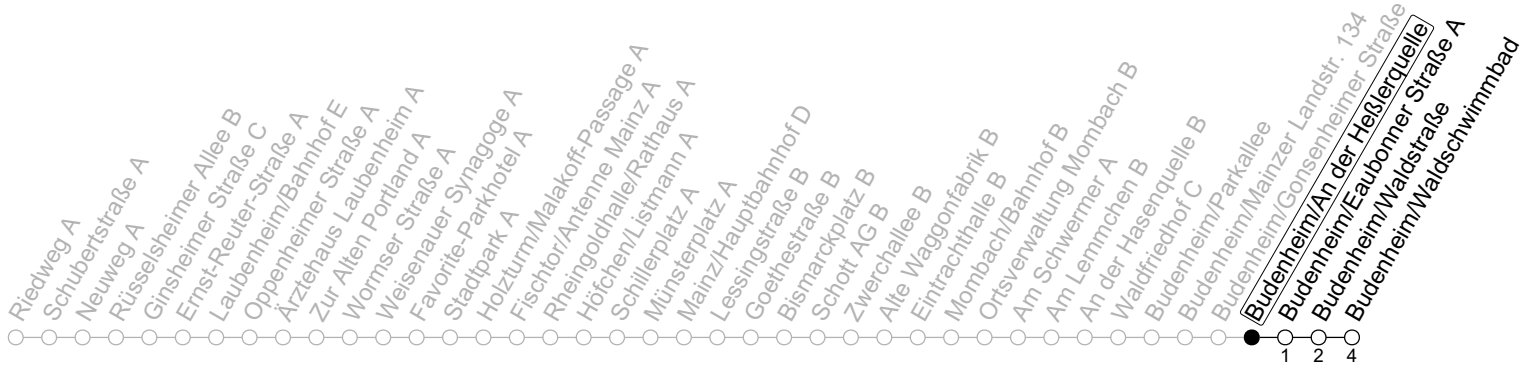 Riedweg A
Schubertstraße A
Neuweg A
Rüsselsheimer Allee B
Ginsheimer Straße C
Ernst-Reuter-Straße A
Laubenheim/Bahnhof E
Oppenheimer Straße A
Ärztehaus Laubenheim A
Zur Alten Portland A
Wormser Straße A
Weisenauer Synagoge A
Favorite-Parkhotel A
Stadtpark A
Holzturm/Malakoff-Passage A
Fischtor/Antenne Mainz A
Rheingoldhalle/Rathaus A
Höfchen/Listmann A
Schillerplatz A
Münsterplatz A
Mainz/Hauptbahnhof D
Lessingstraße B
Goethestraße B
Bismarckplatz B
Schott AG B
Zwerchallee B
Alte Waggonfabrik B
Eintrachthalle B
Mombach/Bahnhof B
Ortsverwaltung Mombach B
Am Schwermer A
Am Lemmchen B
An der Hasenquelle B
Waldfriedhof C
Budenheim/Parkallee
Budenheim/Mainzer Landstr. 134
Budenheim/Gonsenheimer Straße
Budenheim/An der Heßlerquelle
Budenheim/Eaubonner Straße A
Budenheim/Waldstraße
Budenheim/Waldschwimmbad
1 2 4